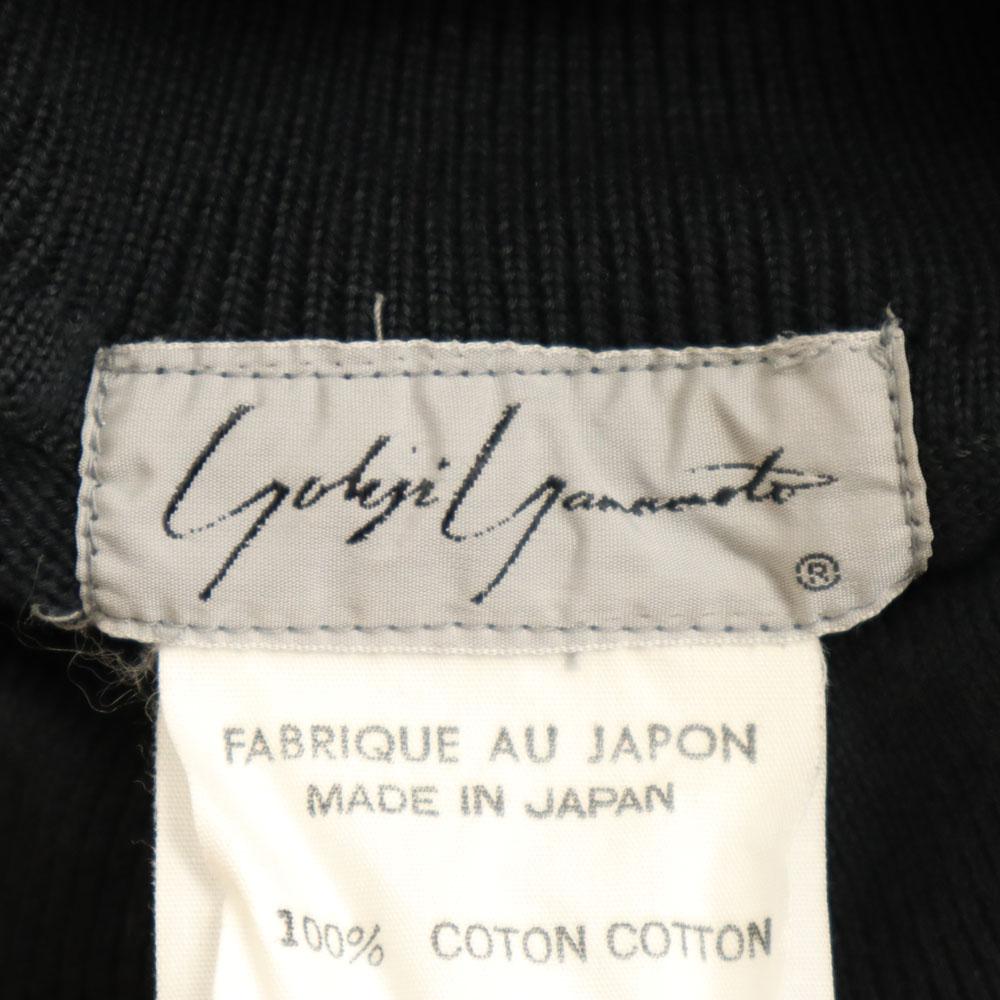 Yohji Yamamoto
®
FABRIQUE AU JAPON
MADE IN JAPAN
100% COTON COTTON